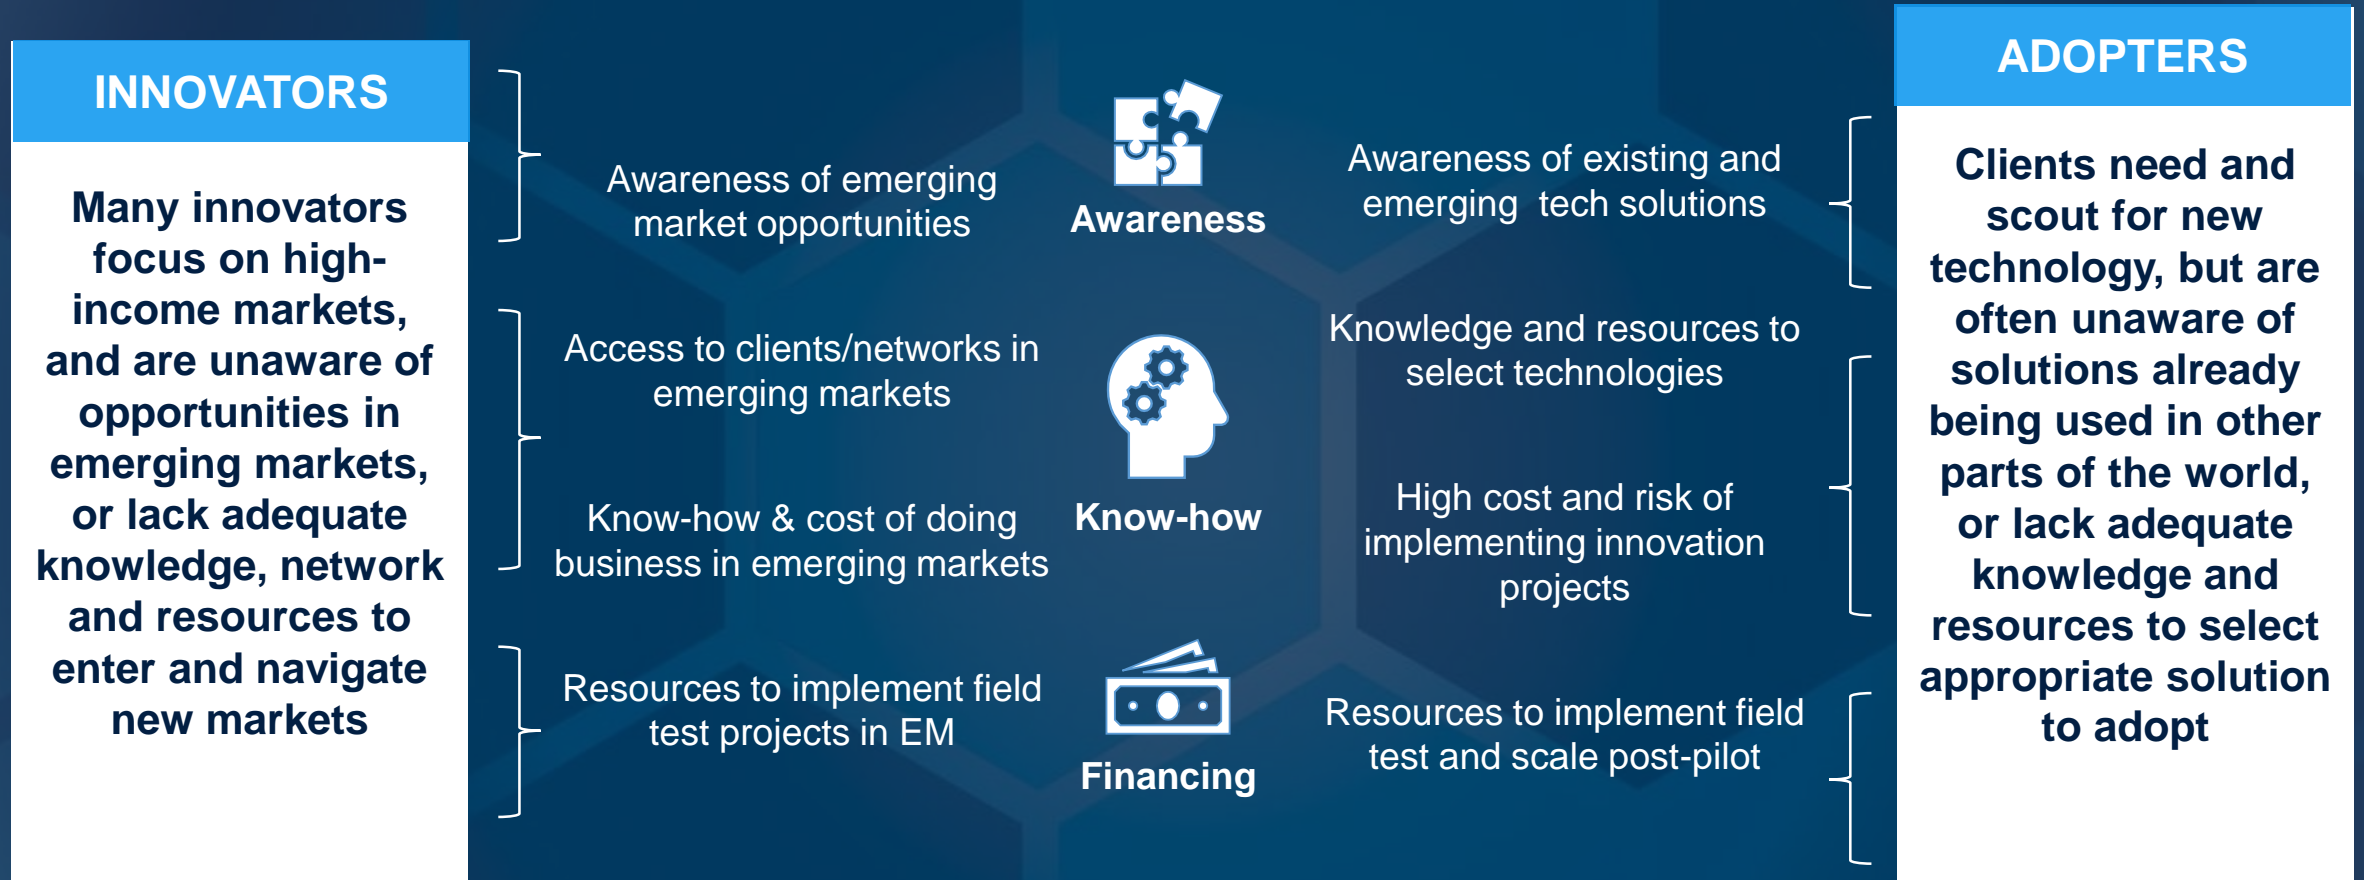 INNOVATORS
Many innovators
focus on high-
income markets,
and are unaware of
opportunities in
emerging markets,
or lack adequate
knowledge, network
and resources to
enter and navigate
new markets
Awareness of emerging
market opportunities
Access to clients/networks in
emerging markets
Know-how & cost of doing
business in emerging markets
Resources to implement field
test projects in EM
Awareness
Know-how
Financing
Awareness of existing and
emerging  tech solutions
Knowledge and resources to
select technologies
High cost and risk of
implementing innovation
projects
Resources to implement field
test and scale post-pilot
ADOPTERS
Clients need and
scout for new
technology, but are
often unaware of
solutions already
being used in other
parts of the world,
or lack adequate
knowledge and
resources to select
appropriate solution
to adopt